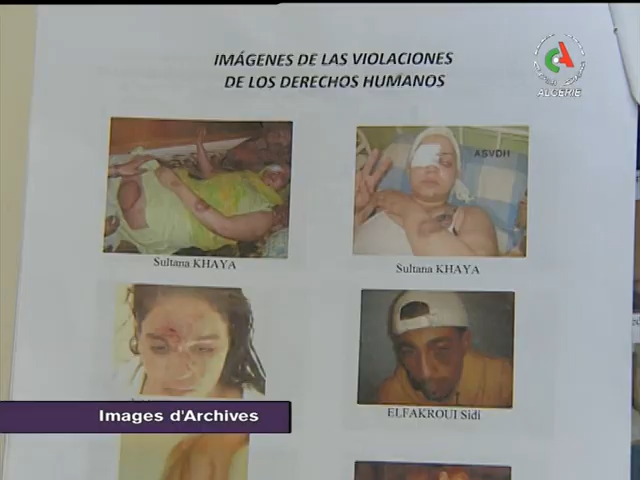 IMÁGENES DE LAS VIOLACIONES
DE LOS DERECHOS HUMANOS
ALGERIE
ASVDH
Sultana KHAYA
Sultana KHAYA
ELFAKROUI Sidi
Images d'Archives